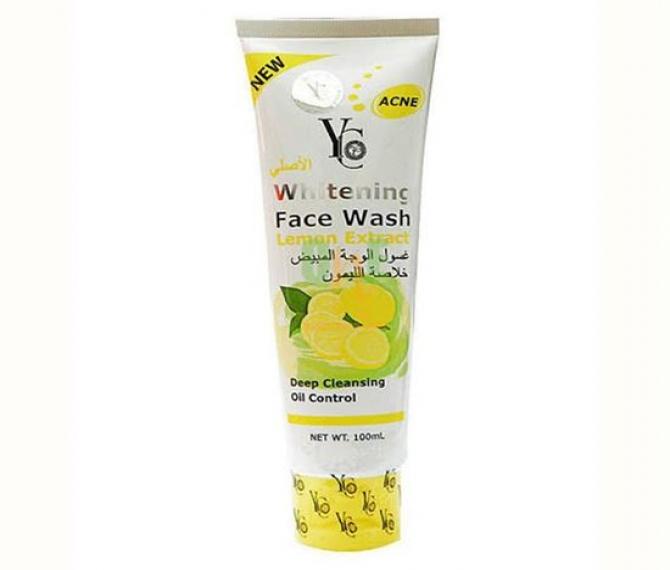 NEW
ACNE
YC
الأصلي
Whitening
Face Wash
Lemon Extract
غسول الوجة المبيض
خلاصة الليمون
Deep Cleansing
Oil Control
NET WT. 100mL
YC